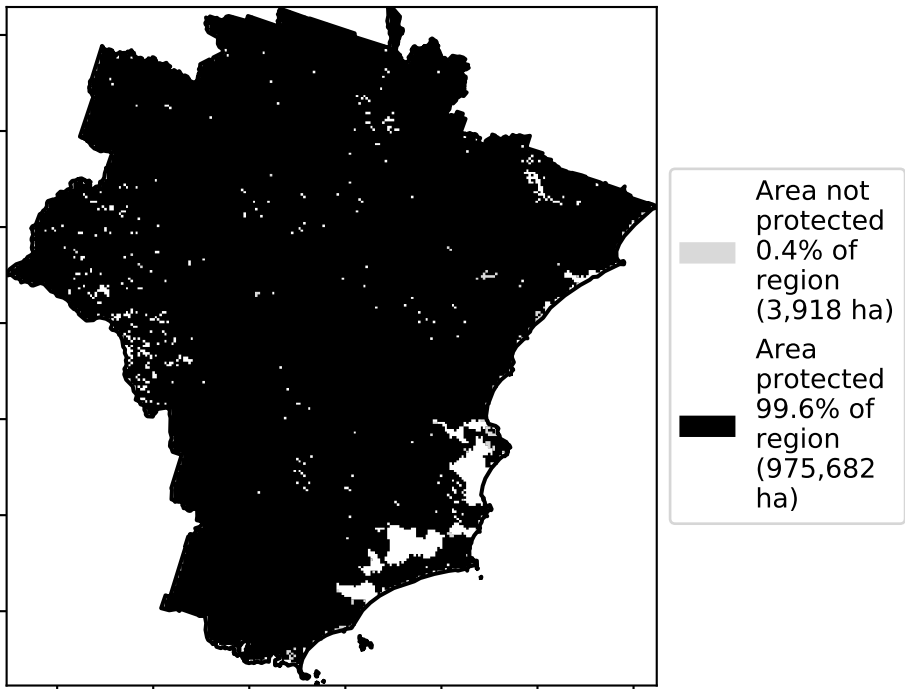 Area not
protected
0.4% of
region
(3,918 ha)
Area
protected
99.6% of
region
(975,682
ha)